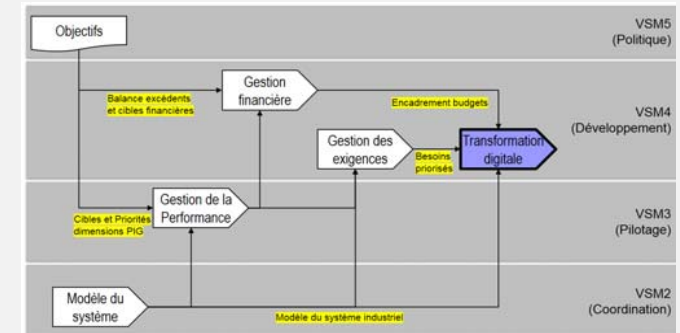 Objectifs
VSM5
(Politique)
Gestion
financière
Balance excédents
et cibles financières
Encadrement budgets
VSM4
(Développement)
Gestion des
exigences
Besoins
priorisés
Transformation
digitale
Gestion de la
Performance
Cibles et Priorités
dimensions PIG
VSM3
(Pilotage)
Modèle du
système
Modèle du système industriel
VSM2
(Coordination)